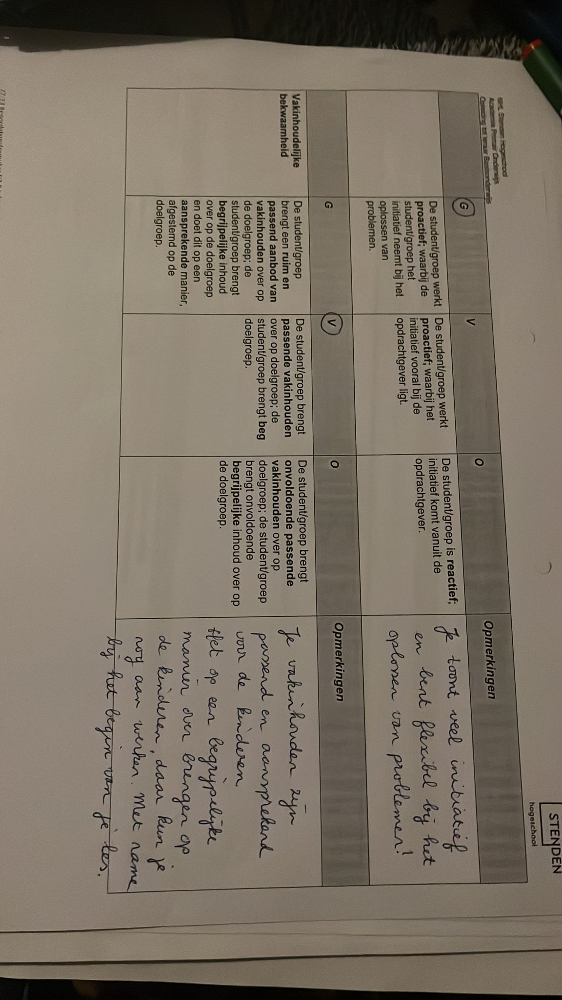 NHL Stenden Hogeschool
Academie Primair Onderwijs
Opleiding tot leraar Basisonderwijs
STENDEN
hogeschool
G
V
O
Opmerkingen
De student/groep werkt
proactief; waarbij de
student/groep het
initiatief neemt bij het
oplossen van
problemen.
De student/groep werkt
proactief; waarbij het
initiatief vooral bij de
opdrachtgever ligt.
De student/groep is reactief;
initiatief komt vanuit de
opdrachtgever.
Je toont veel initiatief
en bent flexibel bij het
oplossen van problemen!
G
V
O
Opmerkingen
Vakinhoudelijke
bekwaamheid
De student/groep
brengt een ruim en
passend aanbod van
vakinhouden over op
de doelgroep; de
student/groep brengt
begrijpelijke inhoud
over op de doelgroep
en doet dit op een
aansprekende manier,
afgestemd op de
doelgroep.
De student/groep brengt
passende vakinhouden
over op doelgroep; de
student/groep brengt beg
doelgroep.
De student/groep brengt
onvoldoende passende
vakinhouden over op
doelgroep; de student/groep
brengt onvoldoende
begrijpelijke inhoud over op
de doelgroep.
Je vakinhouden zijn
passend en aansprekend
voor de kinderen.
Het op een begrijpelijke
manier over brengen op
de kinderen, daar kun je
nog aan werken. Met name
bij het begin van je les.